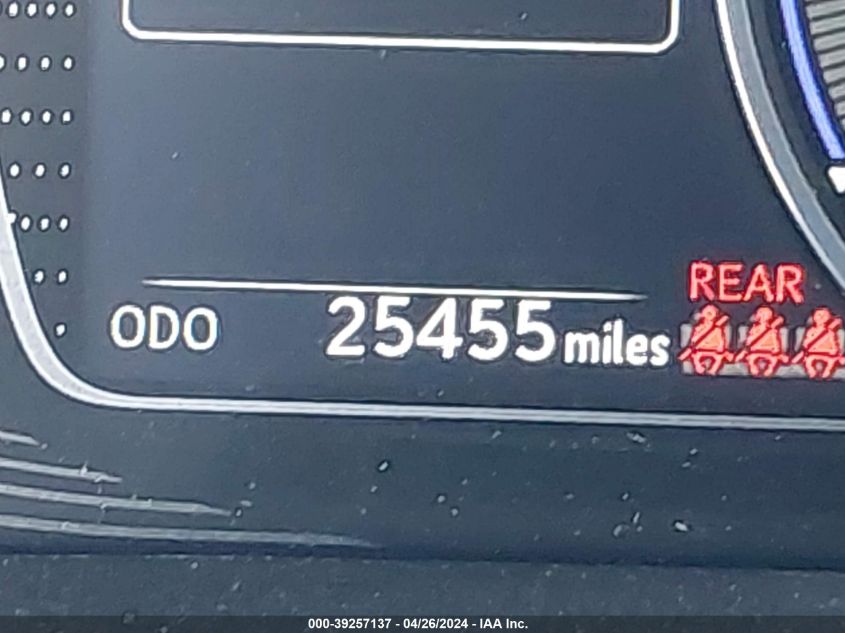 REAR
ODO 25455 miles
000-39257137 - 04/26/2024 - IAA Inc.